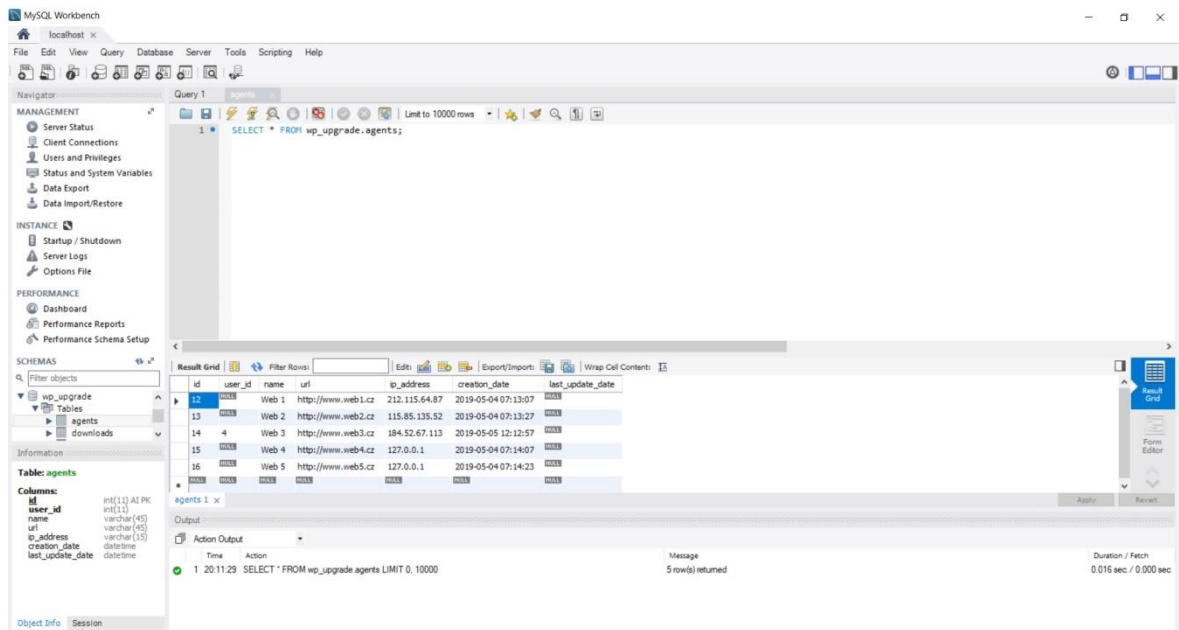 MySQL Workbench
localhost ×
File Edit View Query Database Server Tools Scripting Help
Navigator
Query 1 agents ×
MANAGEMENT
Server Status
Client Connections
Users and Privileges
Status and System Variables
Data Export
Data Import/Restore
INSTANCE
Startup / Shutdown
Server Logs
Options File
PERFORMANCE
Dashboard
Performance Reports
Performance Schema Setup
SCHEMAS
Filter objects
wp_upgrade
Tables
agents
downloads
Information
Table: agents
Columns:
id int(11) AI PK
user_id int(11)
name varchar(45)
url varchar(45)
ip_address varchar(15)
creation_date datetime
last_update_date datetime
Object Info Session
Limit to 10000 rows
1 SELECT * FROM wp_upgrade.agents;
Result Grid Filter Rows: Edit: Export/Import: Wrap Cell Content:
id user_id name url ip_address creation_date last_update_date
12 NULL Web 1 http://www.web1.cz 212.115.64.87 2019-05-04 07:13:07 NULL
13 NULL Web 2 http://www.web2.cz 115.85.135.52 2019-05-04 07:13:27 NULL
14 4 Web 3 http://www.web3.cz 184.52.67.113 2019-05-05 12:12:57 NULL
15 NULL Web 4 http://www.web4.cz 127.0.0.1 2019-05-04 07:14:07 NULL
16 NULL Web 5 http://www.web5.cz 127.0.0.1 2019-05-04 07:14:23 NULL
NULL NULL NULL NULL NULL NULL NULL
Result
Grid
Form
Editor
agents 1 ×
Apply Revert
Output
Action Output
Time Action Message Duration / Fetch
1 20:11:29 SELECT * FROM wp_upgrade.agents LIMIT 0, 10000 5 row(s) returned 0.016 sec / 0.000 sec